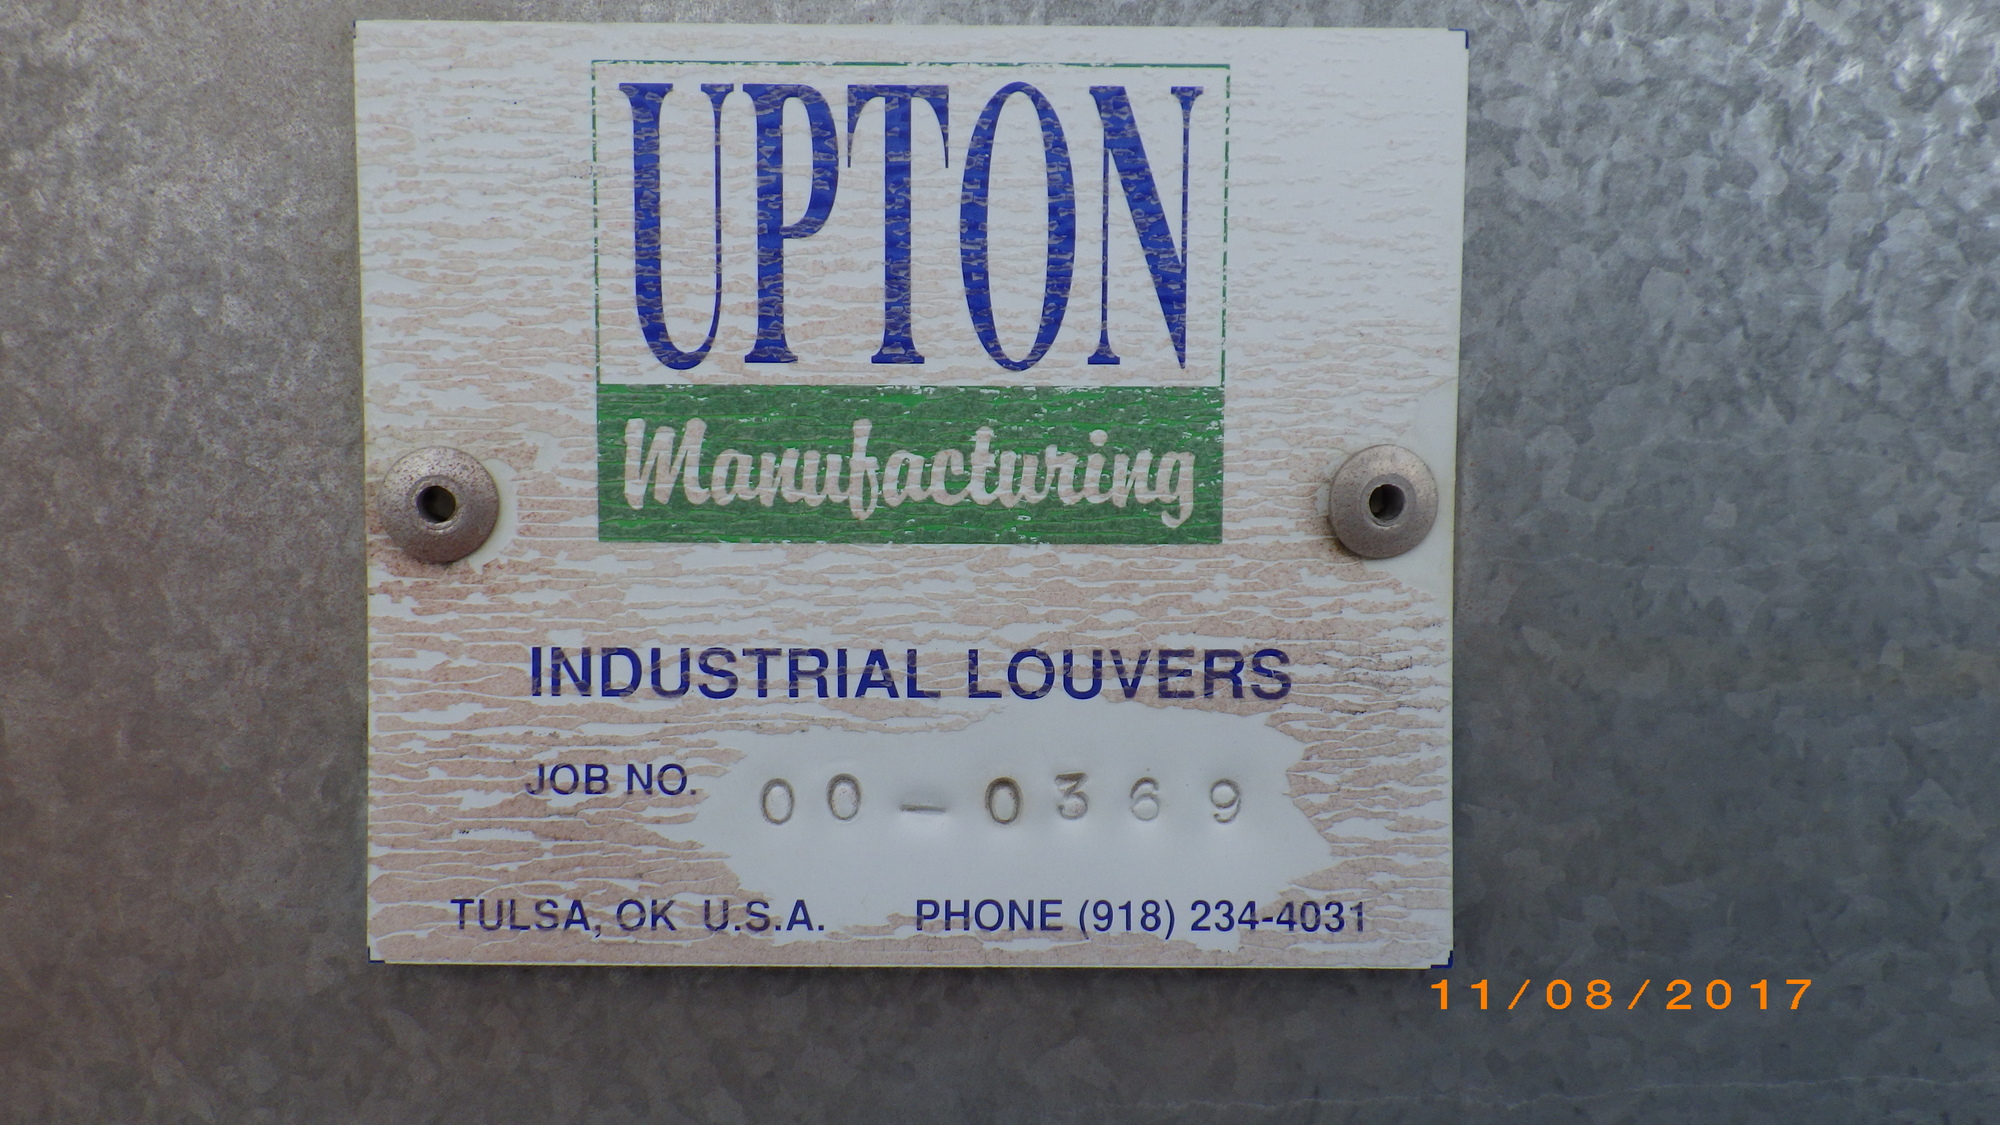 UPTON
Manufacturing
INDUSTRIAL LOUVERS
JOB NO. 00-0369
TULSA, OK U.S.A. PHONE (918) 234-4031
11/08/2017